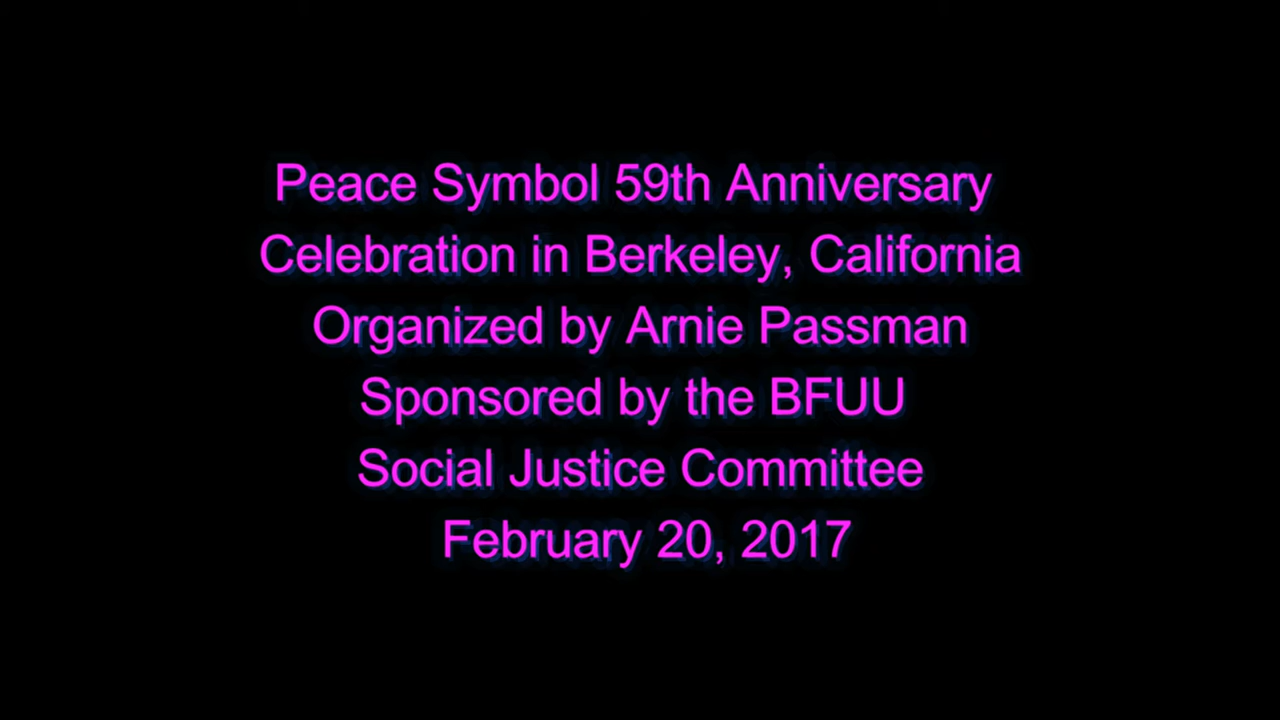 Peace Symbol 59th Anniversary
Celebration in Berkeley, California
Organized by Arnie Passman
Sponsored by the BFUU
Social Justice Committee
February 20, 2017